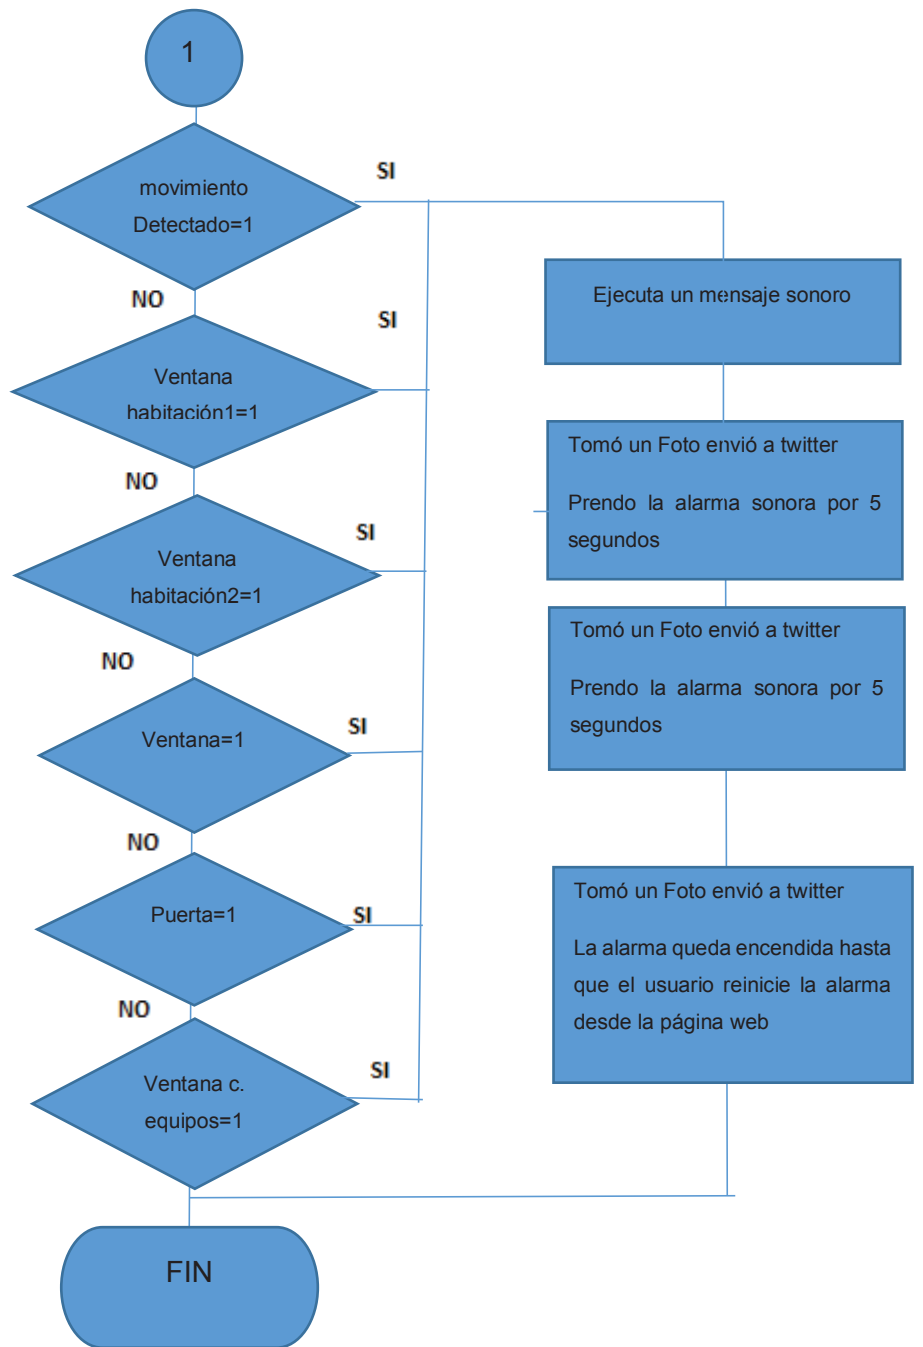 1
movimiento
Detectado=1
SI
NO
Ventana
habitación1=1
SI
NO
Ventana
habitación2=1
SI
NO
Ventana=1
SI
NO
Puerta=1
SI
NO
Ventana c.
equipos=1
SI
FIN
Ejecuta un mensaje sonoro
Tomó un Foto envió a twitter
Prendo la alarma sonora por 5
segundos
Tomó un Foto envió a twitter
Prendo la alarma sonora por 5
segundos
Tomó un Foto envió a twitter
La alarma queda encendida hasta
que el usuario reinicie la alarma
desde la página web